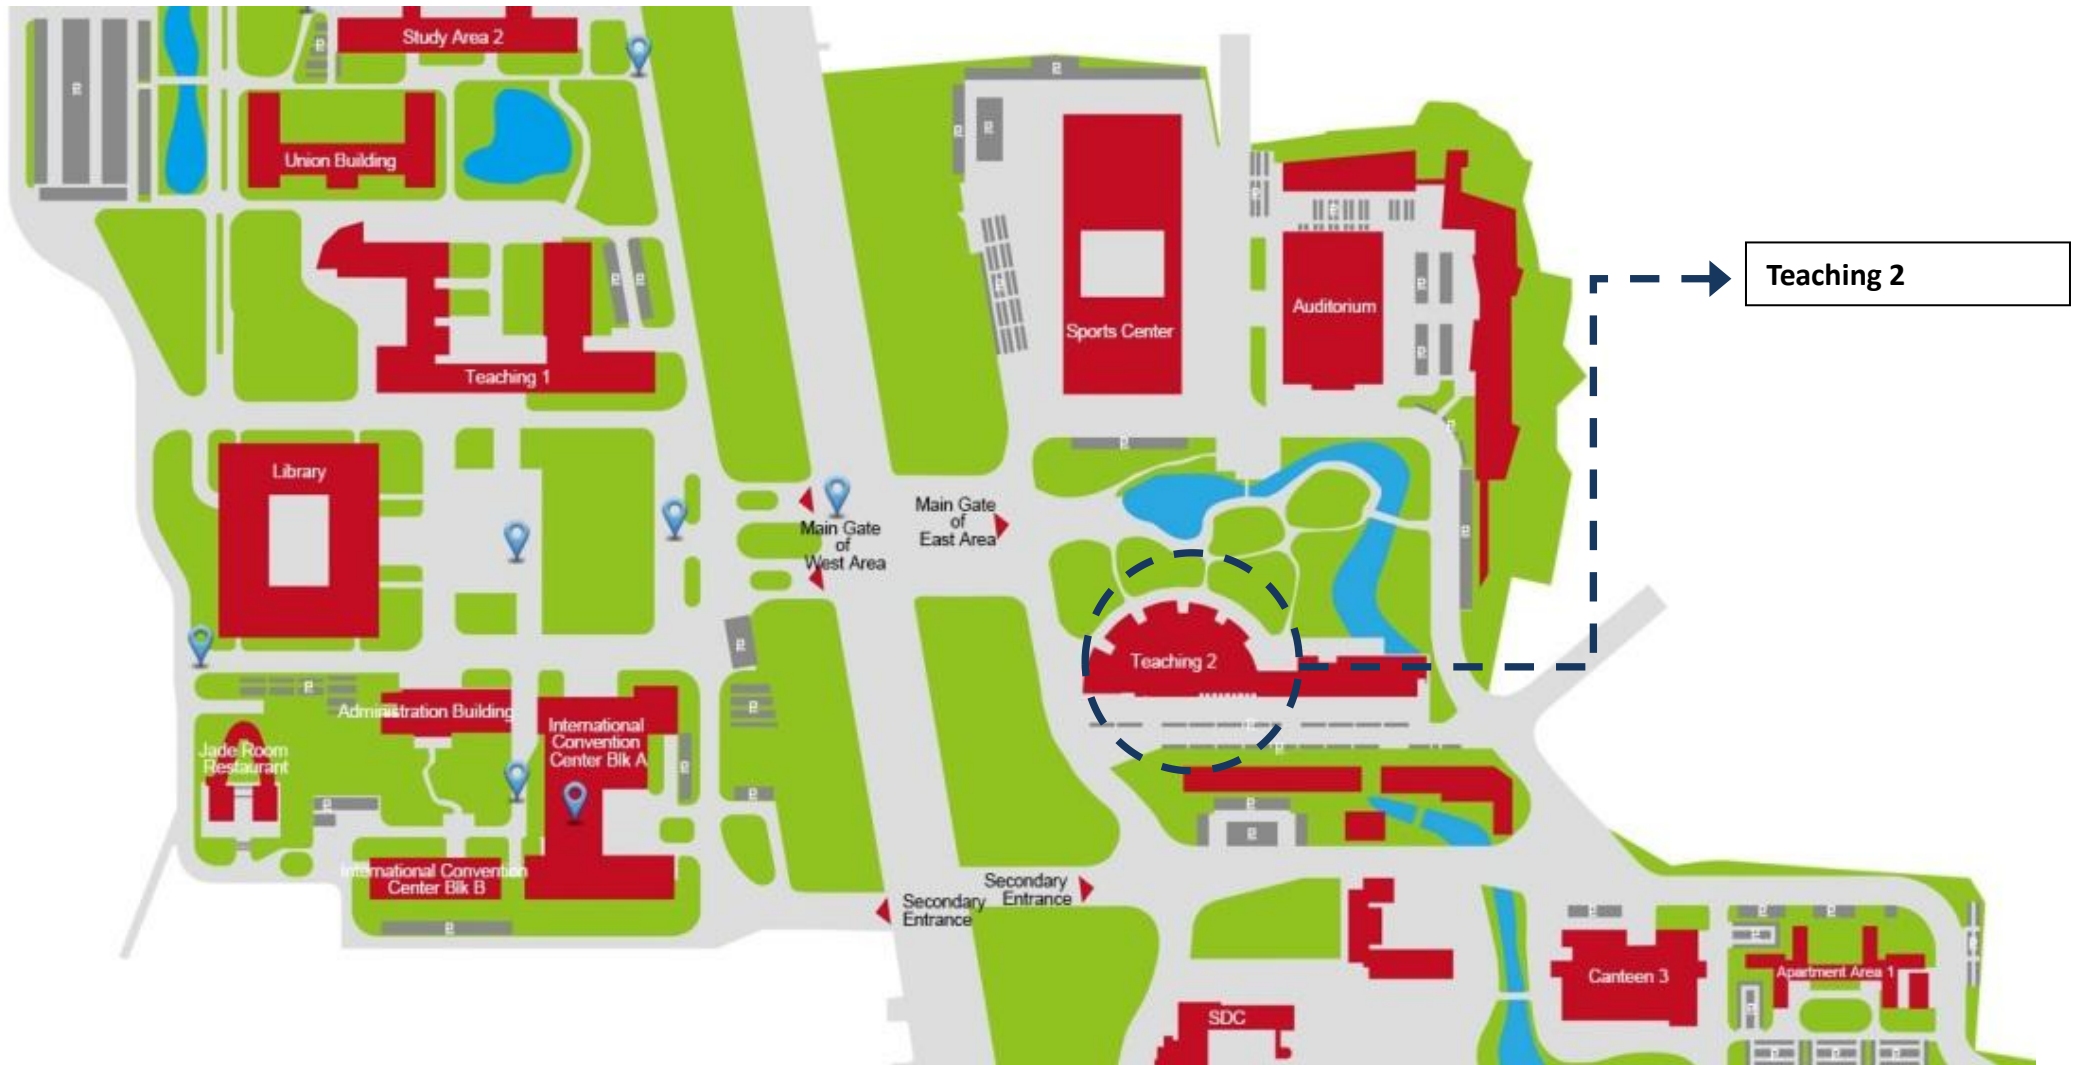 Study Area 2
Union Building
Teaching 1
Library
Sports Center
Auditorium
Teaching 2
Main Gate
of
West Area
Main Gate
of
East Area
Teaching 2
Administration Building
International
Convention
Center Blk A
Jade Room
Restaurant
International Convention
Center Blk B
Secondary
Entrance
Secondary
Entrance
SDC
Canteen 3
Apartment Area 1